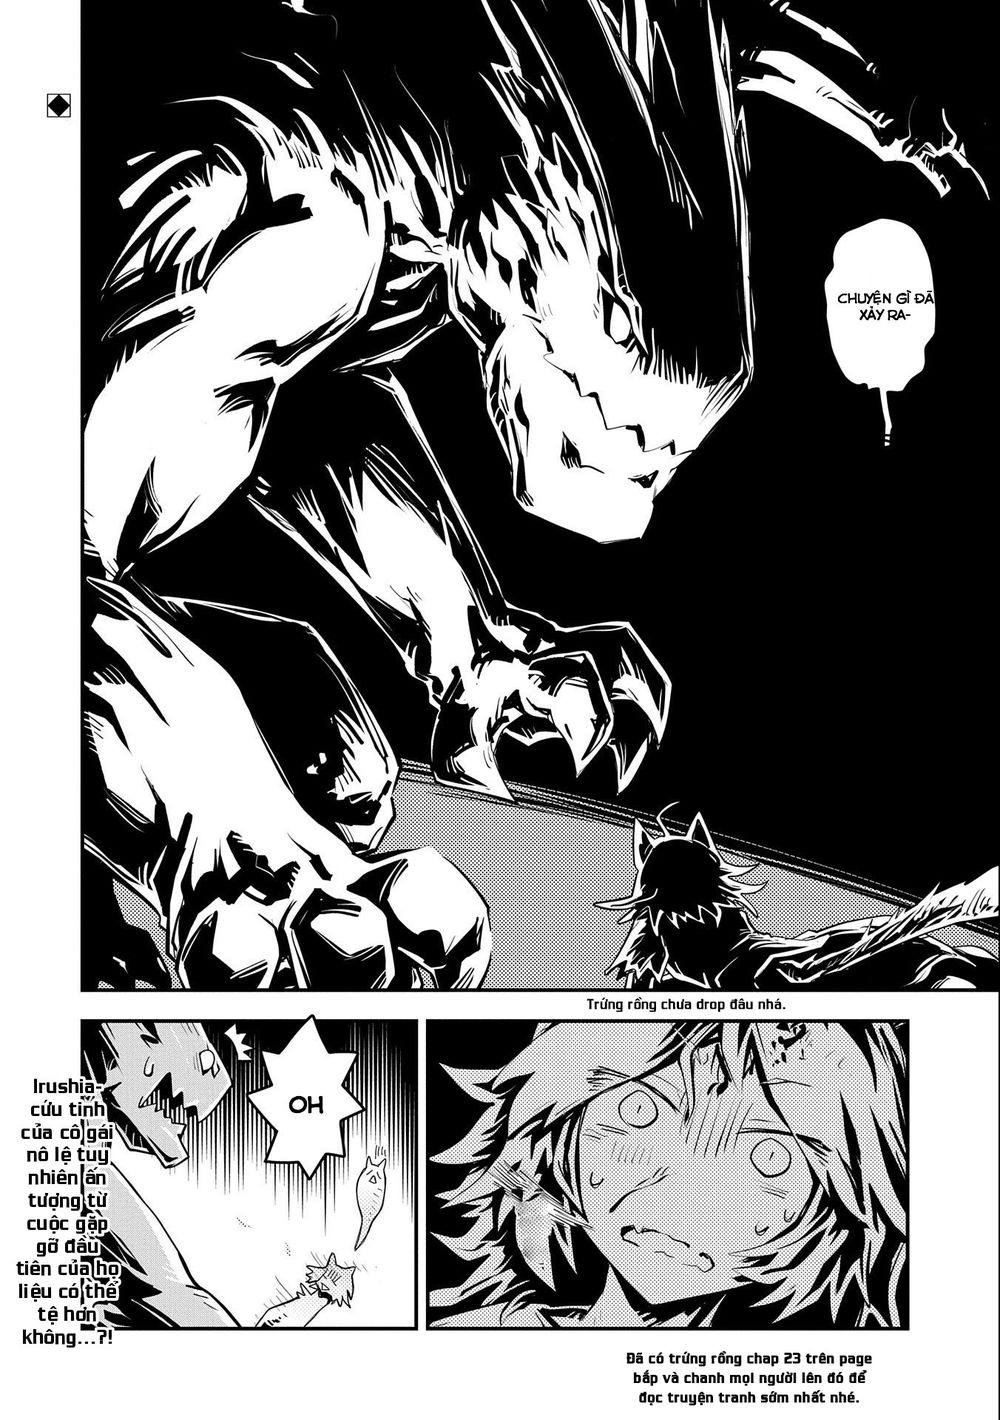 CHUYỆN GÌ ĐÃ
XẢY RA-
Trứng rồng chưa drop đâu nhá.
OH
Irushia-
cứu tinh
của cô gái
nô lệ tuy
nhiên ấn
tượng từ
cuộc gặp
gỡ đầu
tiên của họ
liệu có thể
tệ hơn
không...?!
Đã có trứng rồng chap 23 trên page
bắp và chanh mọi người lên đó để
đọc truyện tranh sớm nhất nhé.